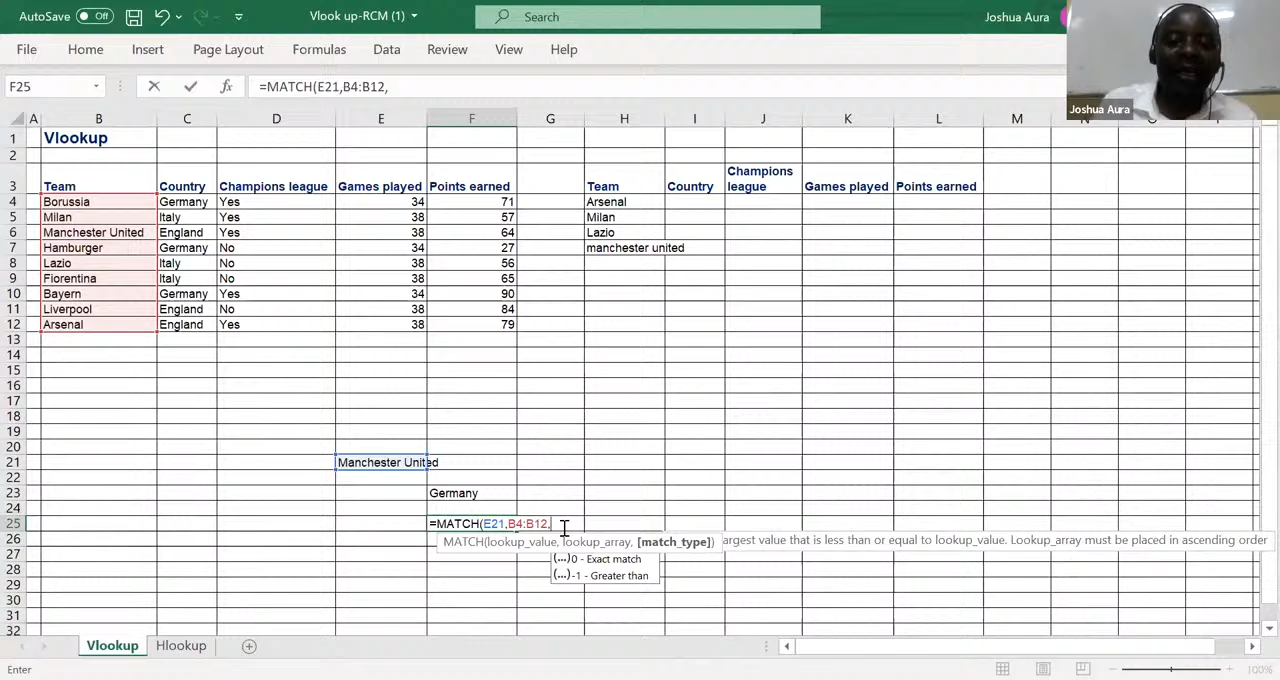 AutoSave Off Vlook up-RCM (1) Search Joshua Aura
File Home Insert Page Layout Formulas Data Review View Help
Joshua Aura
F25 fx =MATCH(E21,B4:B12,
A B C D E F G H I J K L M N O P
1 Vlookup
2
3 Team Country Champions league Games played Points earned Team Country Champions league Games played Points earned
4 Borussia Germany Yes 34 71 Arsenal
5 Milan Italy Yes 38 57 Milan
6 Manchester United England Yes 38 64 Lazio
7 Hamburger Germany No 34 27 manchester united
8 Lazio Italy No 38 56
9 Fiorentina Italy No 38 65
10 Bayern Germany Yes 34 90
11 Liverpool England No 38 84
12 Arsenal England Yes 38 79
13
14
15
16
17
18
19
20
21 Manchester United
22
23 Germany
24
25 =MATCH(E21,B4:B12,
26 MATCH(lookup_value, lookup_array, [match_type]) argest value that is less than or equal to lookup_value. Lookup_array must be placed in ascending order
27 (...) 0 - Exact match
28 (...) -1 - Greater than
29
30
31
32
Vlookup Hlookup
Enter 100%